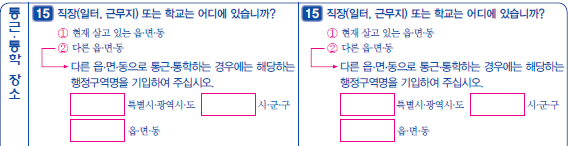 통근·통학 장소
15 직장(일터, 근무지) 또는 학교는 어디에 있습니까?
① 현재 살고 있는 읍·면·동
② 다른 읍·면·동
다른 읍·면·동으로 통근·통학하는 경우에는 해당하는
행정구역명을 기입하여 주십시오.
특별시·광역시·도 시·군·구
읍·면·동
15 직장(일터, 근무지) 또는 학교는 어디에 있습니까?
① 현재 살고 있는 읍·면·동
② 다른 읍·면·동
다른 읍·면·동으로 통근·통학하는 경우에는 해당하는
행정구역명을 기입하여 주십시오.
특별시·광역시·도 시·군·구
읍·면·동